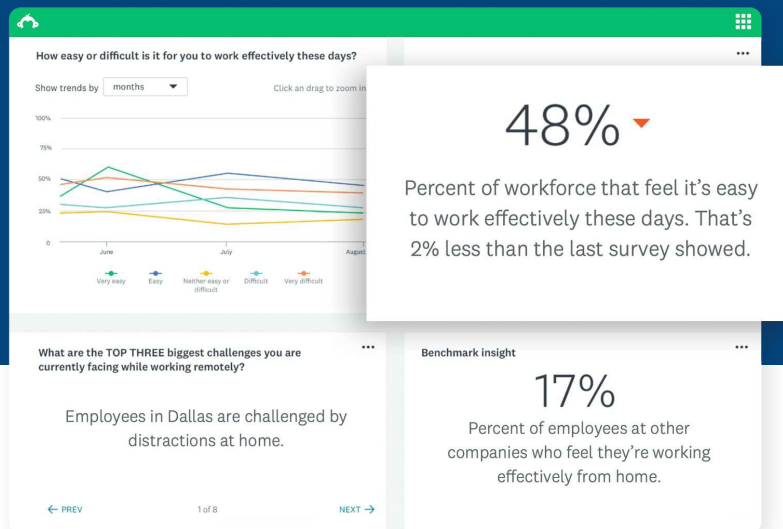 How easy or difficult is it for you to work effectively these days?
Show trends by
months
Click an drag to zoom in
100%
75%
50%
25%
0
June
July
August
Very easy
Easy
Neither easy or
difficult
Difficult
Very difficult
48%
Percent of workforce that feel it's easy
to work effectively these days. That's
2% less than the last survey showed.
What are the TOP THREE biggest challenges you are
currently facing while working remotely?
Employees in Dallas are challenged by
distractions at home.
← PREV
1 of 8
NEXT →
Benchmark insight
17%
Percent of employees at other
companies who feel they're working
effectively from home.